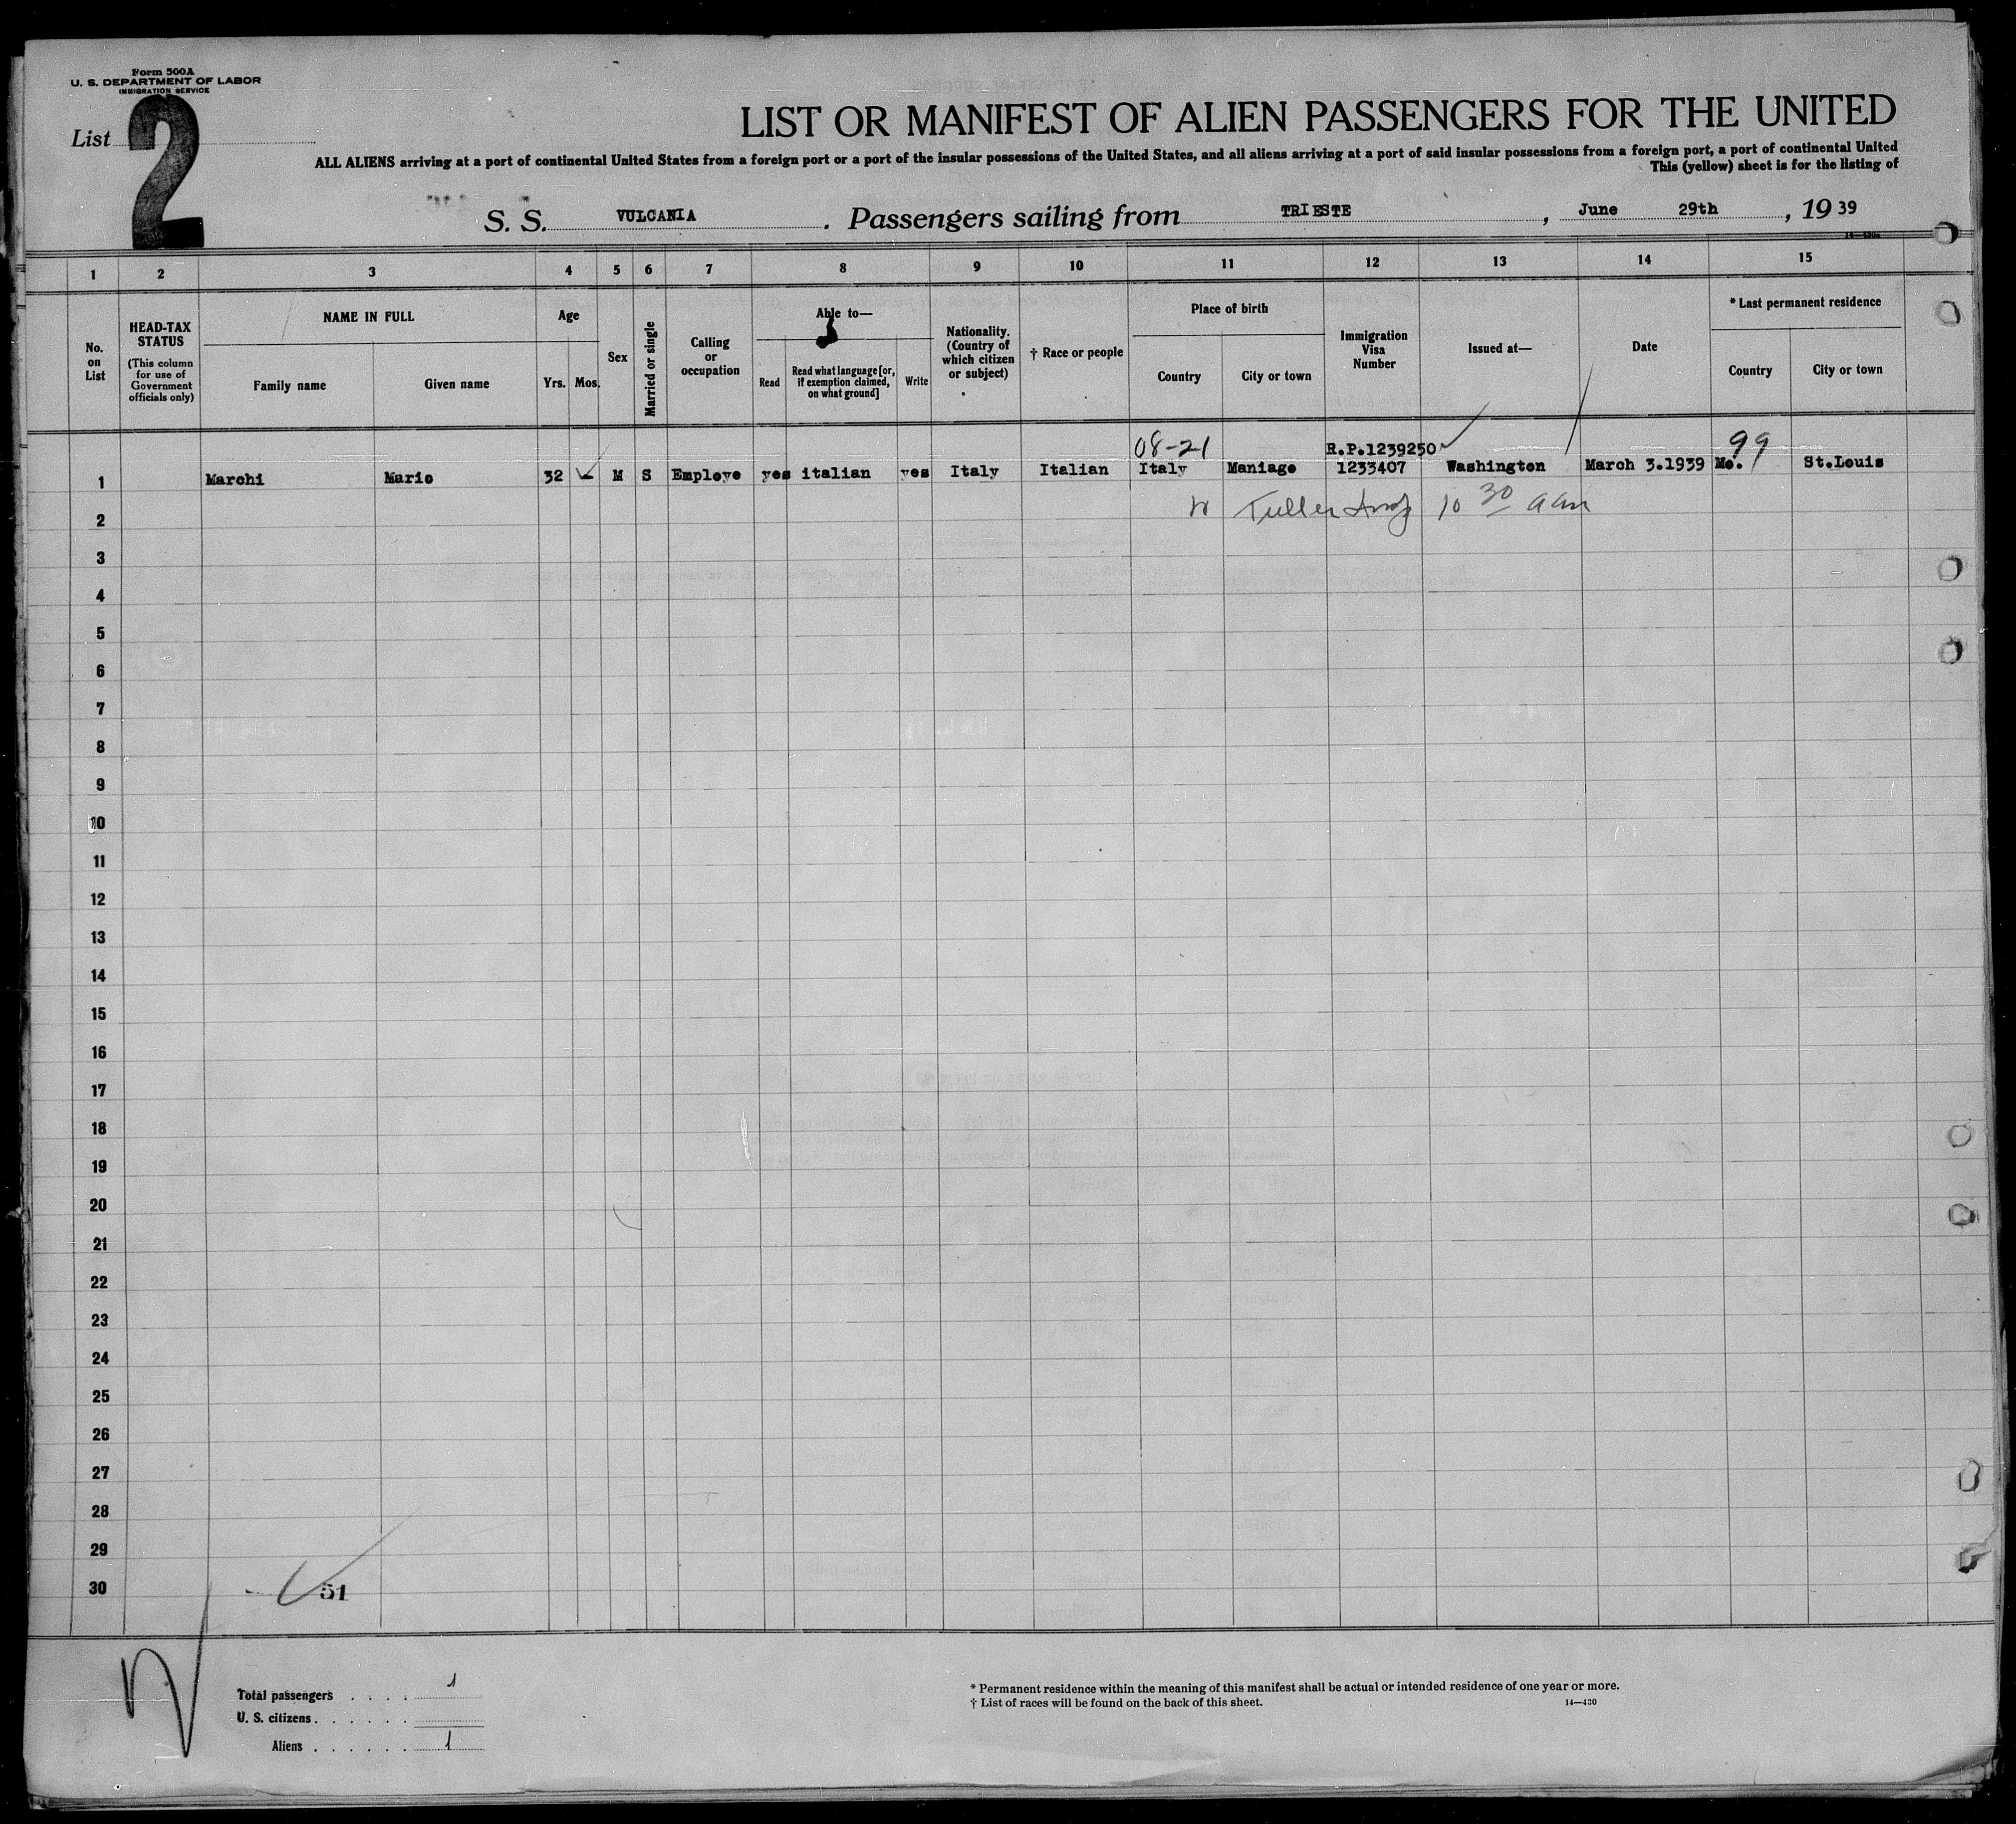 Form 500A
U. S. DEPARTMENT OF LABOR
IMMIGRATION SERVICE
List 2
LIST OR MANIFEST OF ALIEN PASSENGERS FOR THE UNITED
ALL ALIENS arriving at a port of continental United States from a foreign port or a port of the insular possessions of the United States, and all aliens arriving at a port of said insular possessions from a foreign port, a port of continental United
This (yellow) sheet is for the listing of
S. S. VULCANIA. Passengers sailing from TRIESTE, June 29th, 19 39
1 2 3 4 5 6 7 8 9 10 11 12 13 14 15
No. on List
HEAD-TAX STATUS (This column for use of Government officials only)
NAME IN FULL
Family name Given name
Age
Yrs. Mos.
Sex
Married or single
Calling or occupation
Able to—
Read Read what language [or, if exemption claimed, on what ground] Write
Nationality. (Country of which citizen or subject)
† Race or people
Place of birth
Country City or town
Immigration Visa Number
Issued at—
Date
* Last permanent residence
Country City or town
08-21 R.P.1239250 99
1 Marchi Mario 32 M S Employe yes italian yes Italy Italian Italy Maniago 1233407 Washington March 3.1939 Mo. St.Louis
2 10 30 am
3
4
5
6
7
8
9
10
11
12
13
14
15
16
17
18
19
20
21
22
23
24
25
26
27
28
29
30 51
Total passengers . . . . 1
U. S. citizens . . . . . .
Aliens . . . . . . 1
* Permanent residence within the meaning of this manifest shall be actual or intended residence of one year or more.
† List of races will be found on the back of this sheet. 14—430